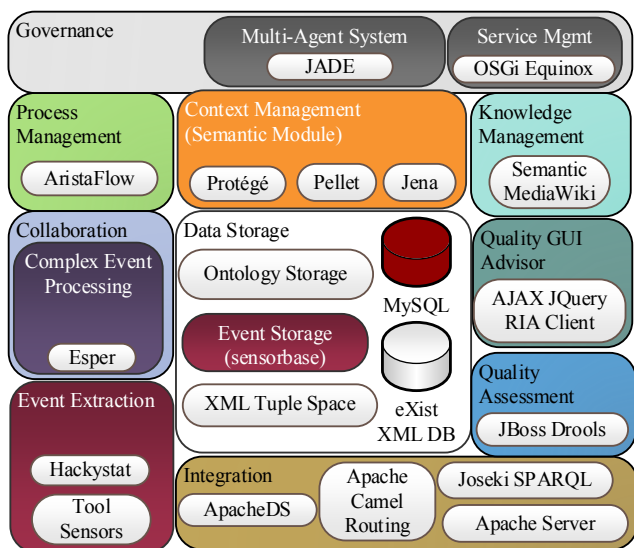 Governance
Multi-Agent System
JADE
Service Mgmt
OSGi Equinox
Process
Management
AristaFlow
Context Management
(Semantic Module)
Protégé
Pellet
Jena
Knowledge
Management
Semantic
MediaWiki
Collaboration
Complex Event
Processing
Esper
Data Storage
Ontology Storage
Event Storage
(sensorbase)
XML Tuple Space
MySQL
eXist
XML DB
Quality GUI
Advisor
AJAX JQuery
RIA Client
Quality
Assessment
JBoss Drools
Event Extraction
Hackystat
Tool
Sensors
Integration
ApacheDS
Apache
Camel
Routing
Joseki SPARQL
Apache Server